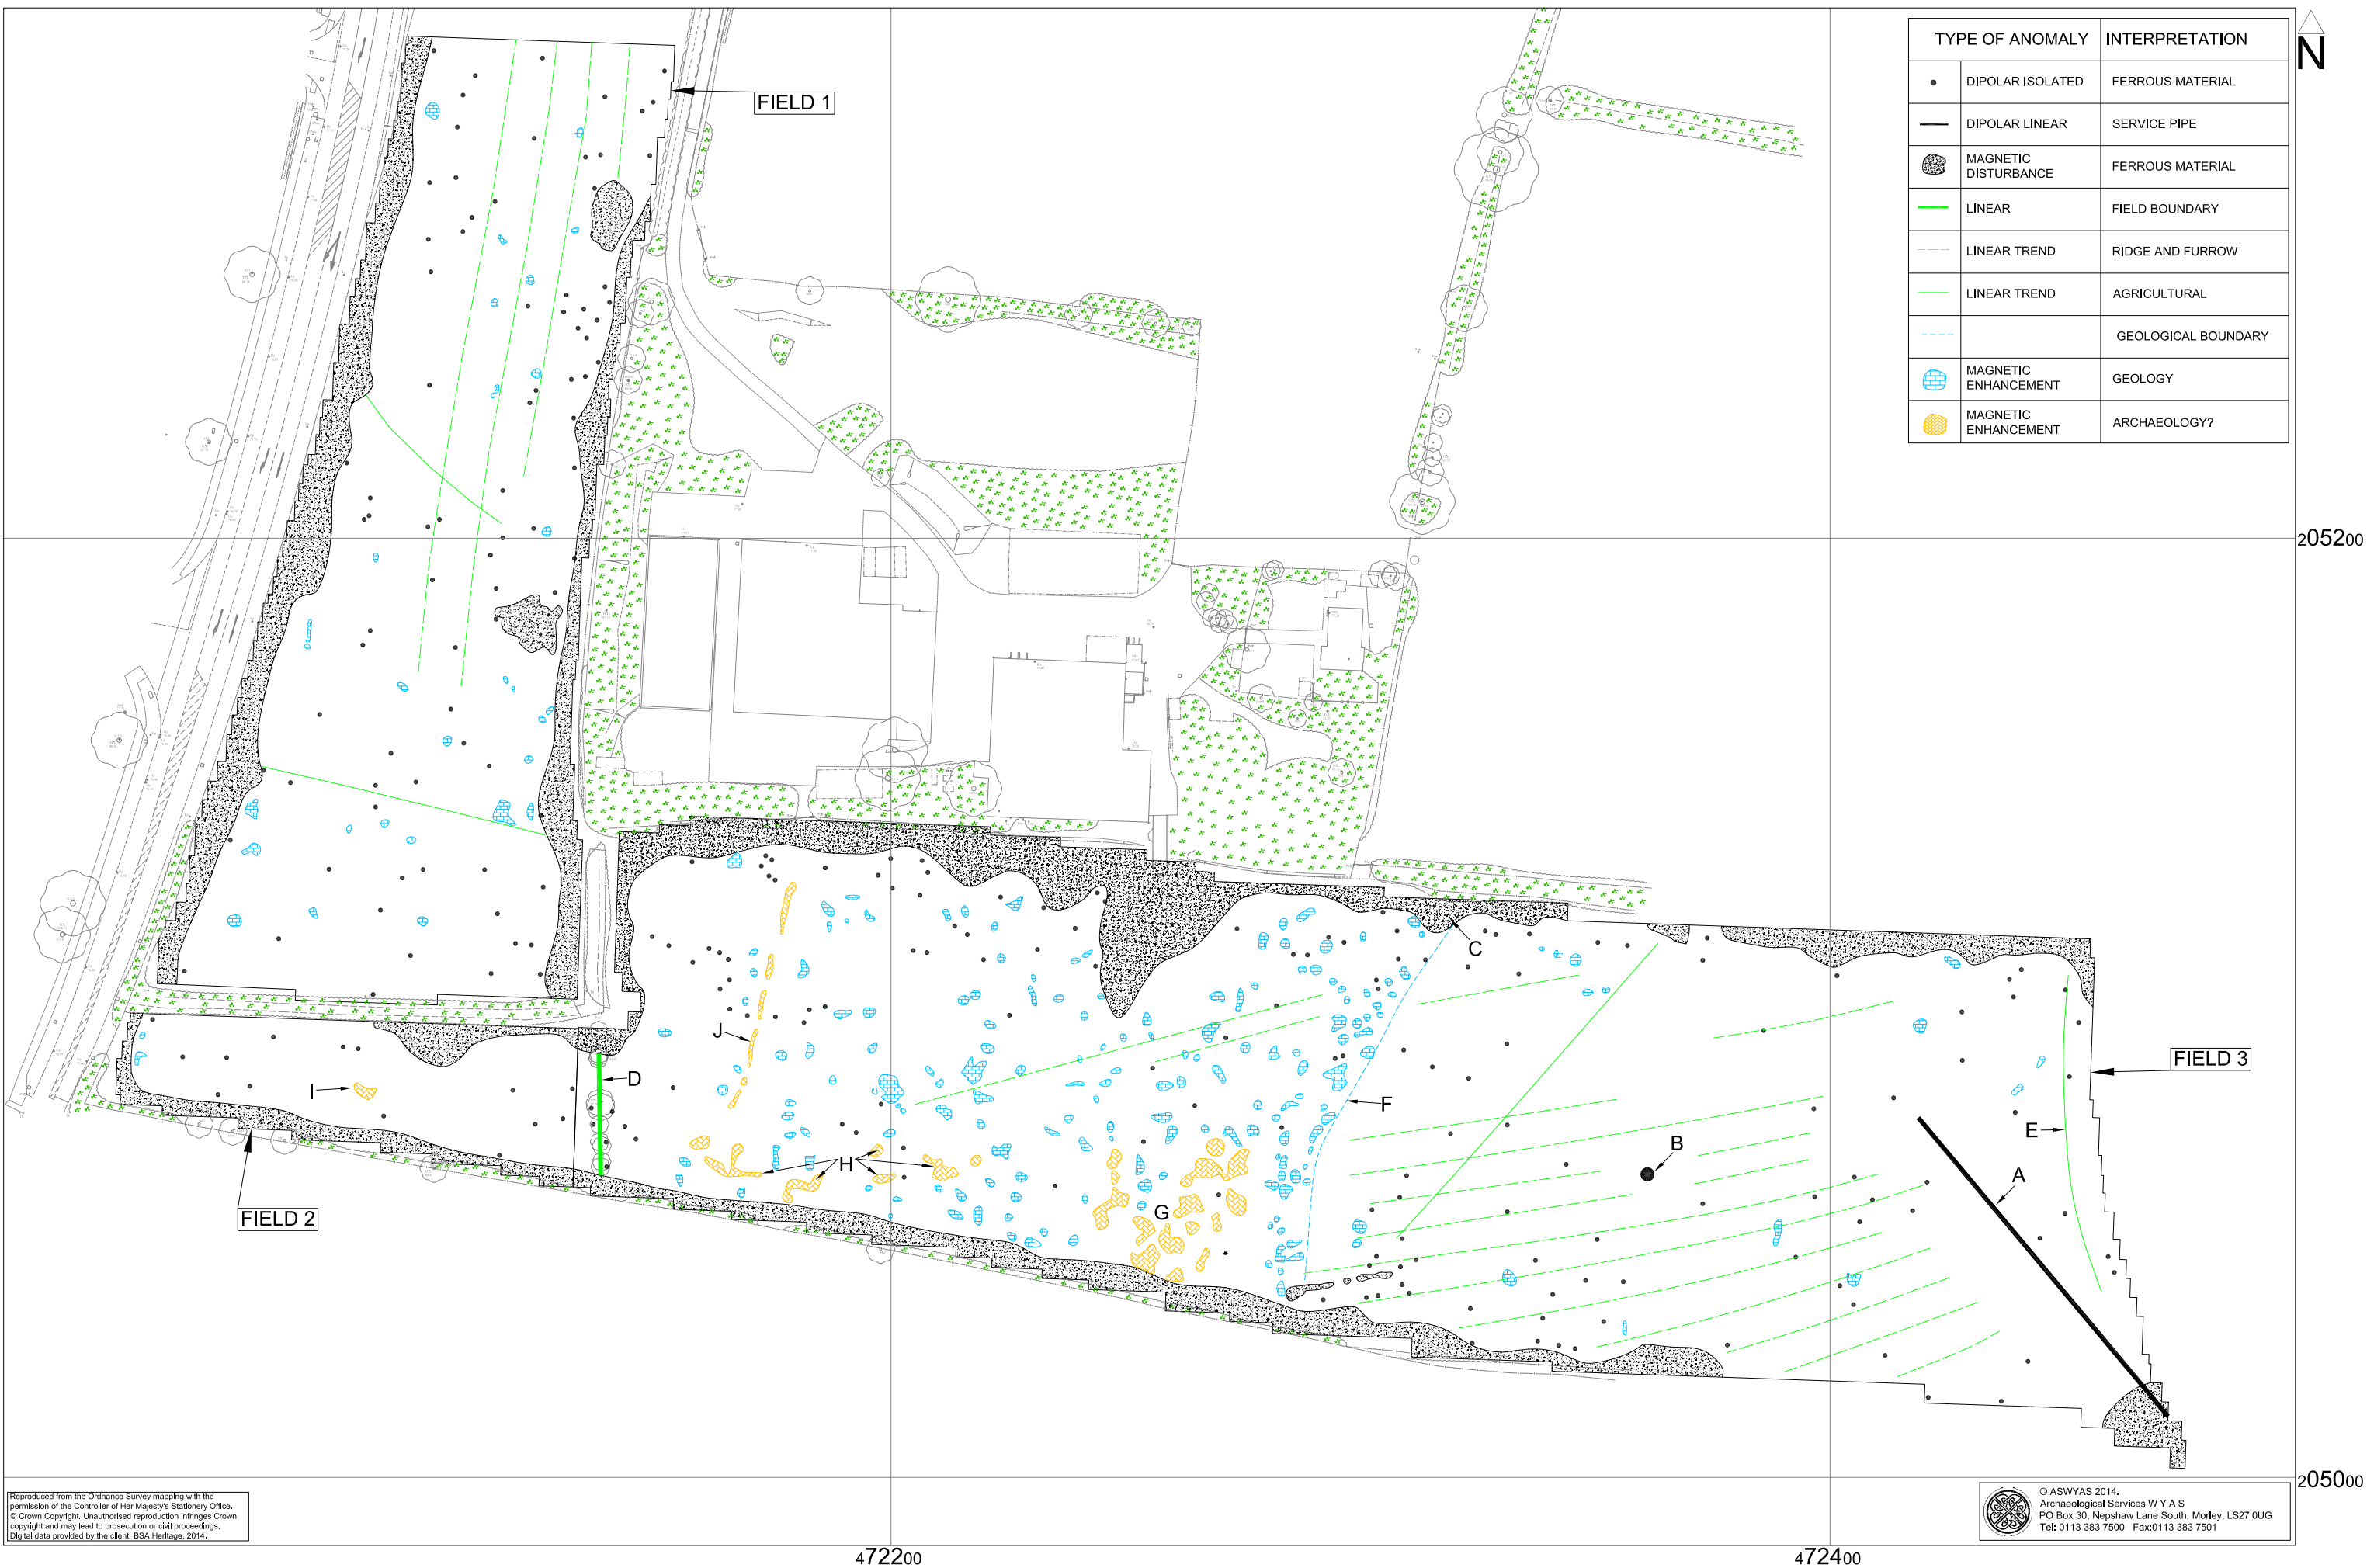 TYPE OF ANOMALY INTERPRETATION
DIPOLAR ISOLATED FERROUS MATERIAL
DIPOLAR LINEAR SERVICE PIPE
MAGNETIC
DISTURBANCE
FERROUS MATERIAL
LINEAR FIELD BOUNDARY
LINEAR TREND RIDGE AND FURROW
LINEAR TREND AGRICULTURAL
GEOLOGICAL BOUNDARY
MAGNETIC
ENHANCEMENT
GEOLOGY
MAGNETIC
ENHANCEMENT
ARCHAEOLOGY?
N
FIELD 1
205200
C
J
D
I
F
FIELD 3
E
B
H
A
G
FIELD 2
205000
Reproduced from the Ordnance Survey mapping with the
permission of the Controller of Her Majesty's Stationery Office.
© Crown Copyright. Unauthorised reproduction infringes Crown
copyright and may lead to prosecution or civil proceedings.
Digital data provided by the client, BSA Heritage, 2014.
© ASWYAS 2014.
Archaeological Services W Y A S
PO Box 30, Nepshaw Lane South, Morley, LS27 0UG
Tel: 0113 383 7500 Fax:0113 383 7501
472200
472400